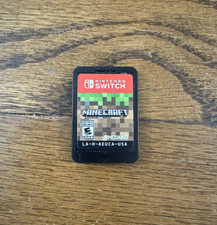 NINTENDO
SWITCH
MINECRAFT
E
LA-H-AEUCA-USA